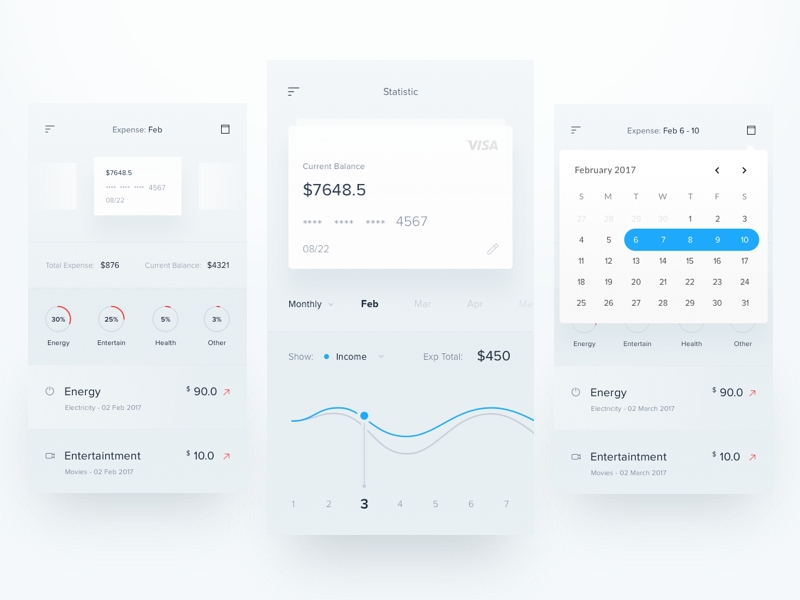 Expense: Feb
$7648.5
**** **** **** 4567
08/22
Total Expense: $876 Current Balance: $4321
30% 25% 5% 3%
Energy Entertain Health Other
Energy $ 90.0
Electricity - 02 Feb 2017
Entertaintment $ 10.0
Movies - 02 Feb 2017
Statistic
VISA
Current Balance
$7648.5
**** **** **** 4567
08/22
Monthly Feb Mar Apr
Show: Income Exp Total: $450
1 2 3 4 5 6 7
Expense: Feb 6 - 10
February 2017
S M T W T F S
27 28 29 30 1 2 3
4 5 6 7 8 9 10
11 12 13 14 15 16 17
18 19 20 21 22 23 24
25 26 27 28 29 30 31
Energy Entertain Health Other
Energy $ 90.0
Electricity - 02 March 2017
Entertaintment $ 10.0
Movies - 02 March 2017